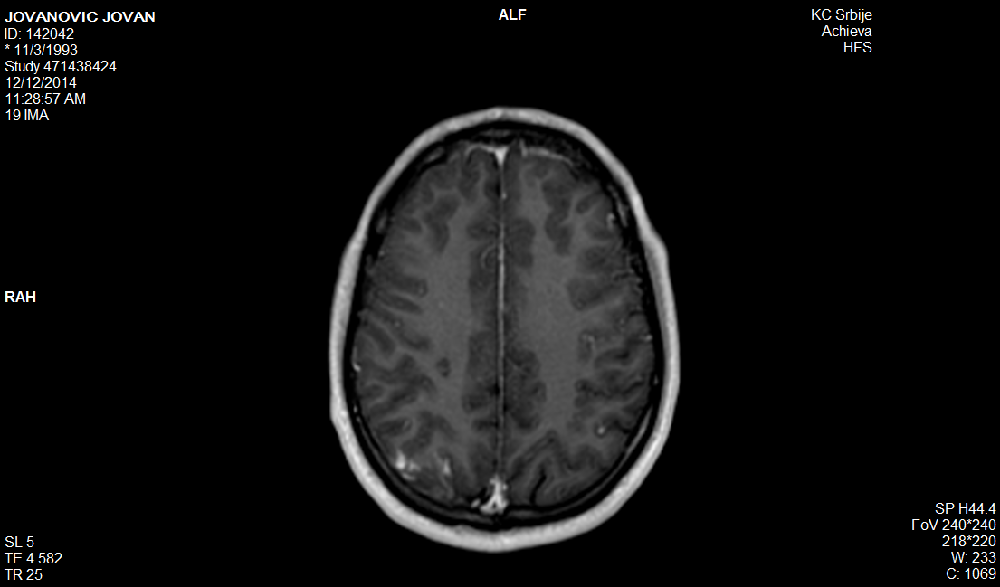 JOVANOVIC JOVAN
ID: 142042
* 11/3/1993
Study 471438424
12/12/2014
11:28:57 AM
19 IMA
ALF
KC Srbije
Achieva
HFS
RAH
SL 5
TE 4.582
TR 25
SP H44.4
FoV 240*240
218*220
W: 233
C: 1069